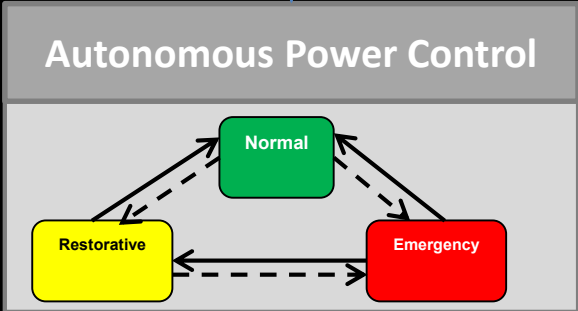 Autonomous Power Control
Normal
Restorative
Emergency